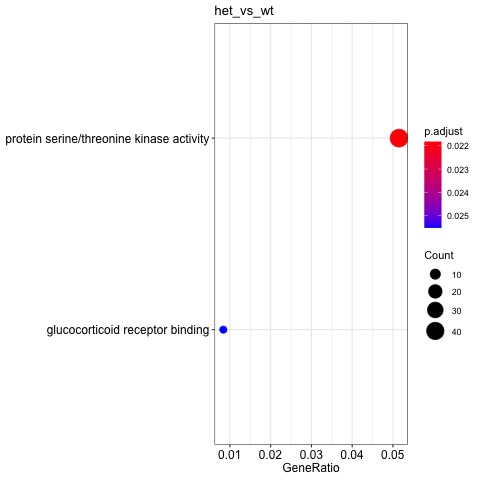 het_vs_wt
protein serine/threonine kinase activity
glucocorticoid receptor binding
0.01 0.02 0.03 0.04 0.05
GeneRatio
p.adjust
0.022
0.023
0.024
0.025
Count
10
20
30
40